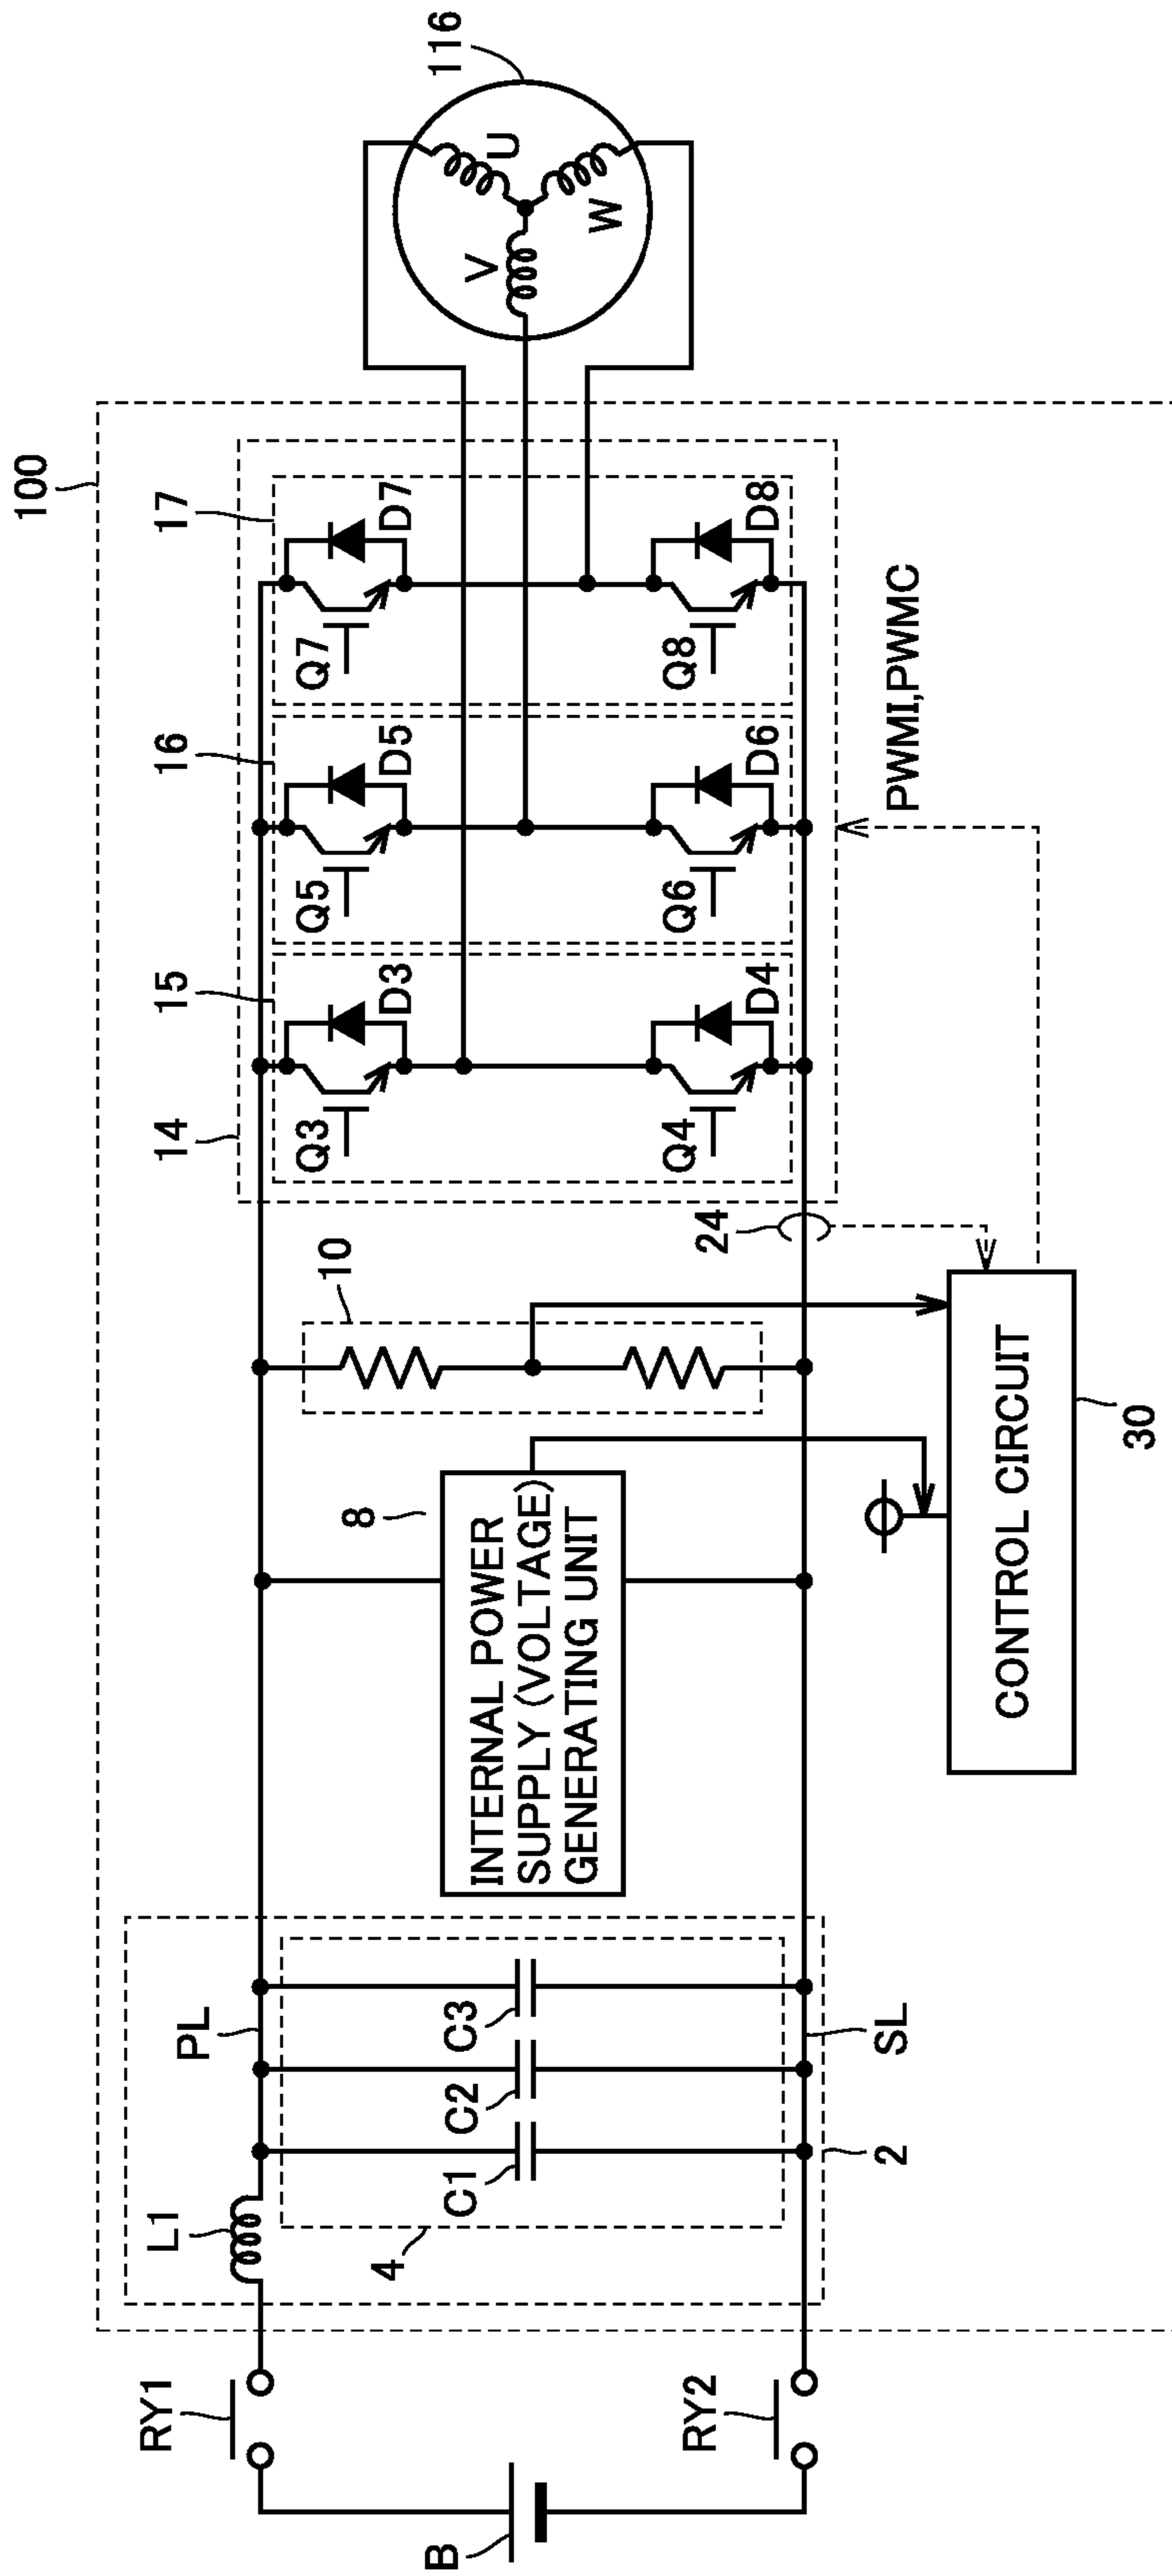 100
14
15
16
17
116
RY1
L1
PL
10
Q3
D3
Q5
D5
Q7
D7
U
V
W
B
4
C1
C2
C3
8
INTERNAL POWER
SUPPLY (VOLTAGE)
GENERATING UNIT
Q4
D4
Q6
D6
Q8
D8
24
RY2
2
SL
PWMI,PWMC
CONTROL CIRCUIT
30